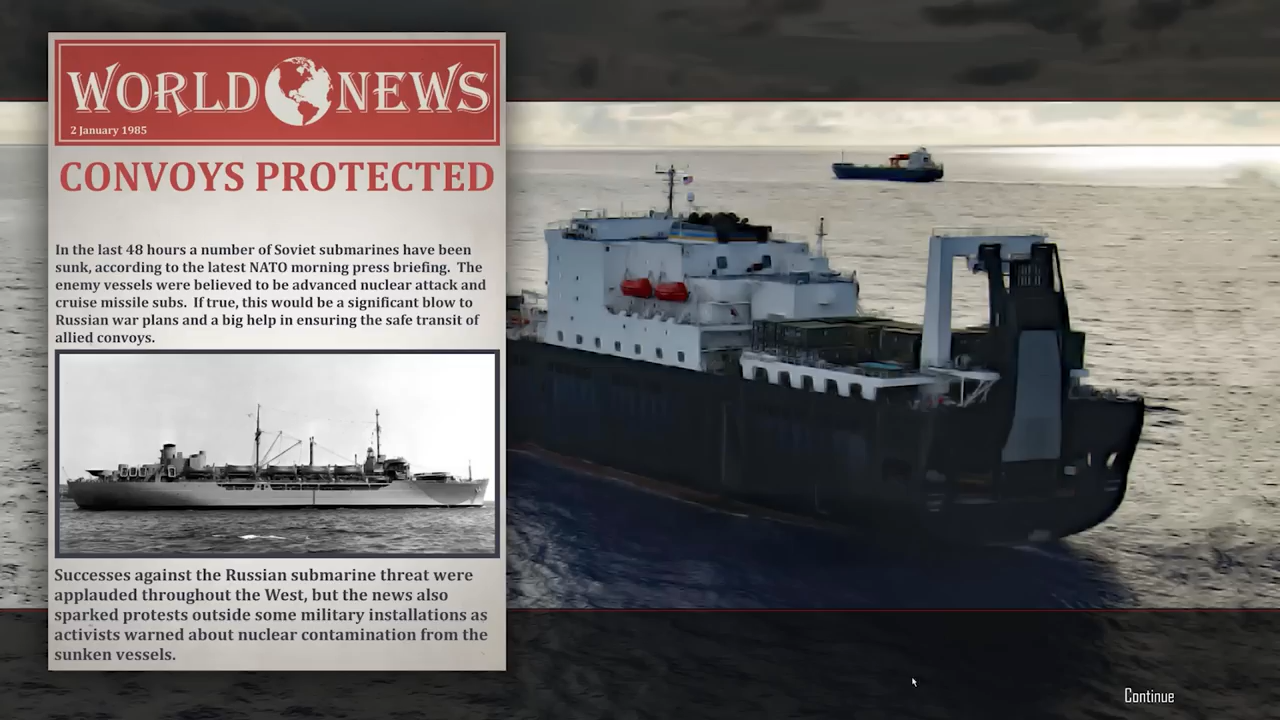 WORLD NEWS
2 January 1985
CONVOYS PROTECTED
In the last 48 hours a number of Soviet submarines have been
sunk, according to the latest NATO morning press briefing.  The
enemy vessels were believed to be advanced nuclear attack and
cruise missile subs.  If true, this would be a significant blow to
Russian war plans and a big help in ensuring the safe transit of
allied convoys.
Successes against the Russian submarine threat were
applauded throughout the West, but the news also
sparked protests outside some military installations as
activists warned about nuclear contamination from the
sunken vessels.
Continue